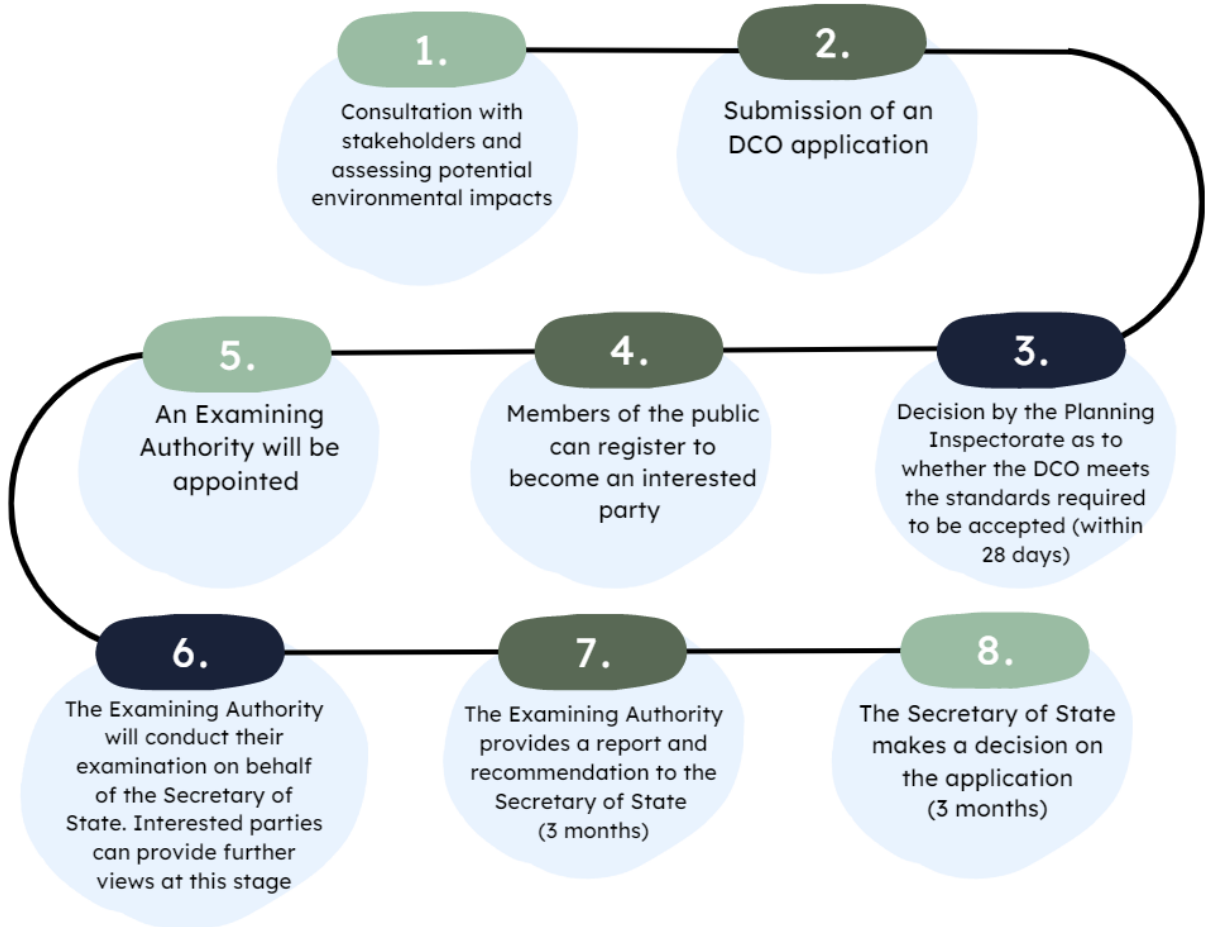 1.
Consultation with
stakeholders and
assessing potential
environmental impacts
2.
Submission of an
DCO application
3.
Decision by the Planning
Inspectorate as to
whether the DCO meets
the standards required
to be accepted (within
28 days)
4.
Members of the public
can register to
become an interested
party
5.
An Examining
Authority will be
appointed
6.
The Examining Authority
will conduct their
examination on behalf
of the Secretary of
State. Interested parties
can provide further
views at this stage
7.
The Examining Authority
provides a report and
recommendation to the
Secretary of State
(3 months)
8.
The Secretary of State
makes a decision on
the application
(3 months)